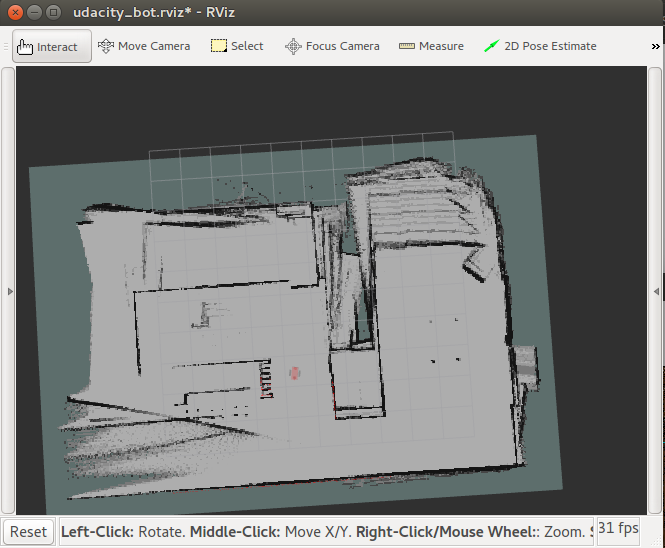 udacity_bot.rviz* - RViz
Interact Move Camera Select Focus Camera Measure 2D Pose Estimate »
Reset Left-Click: Rotate. Middle-Click: Move X/Y. Right-Click/Mouse Wheel:: Zoom. 31 fps